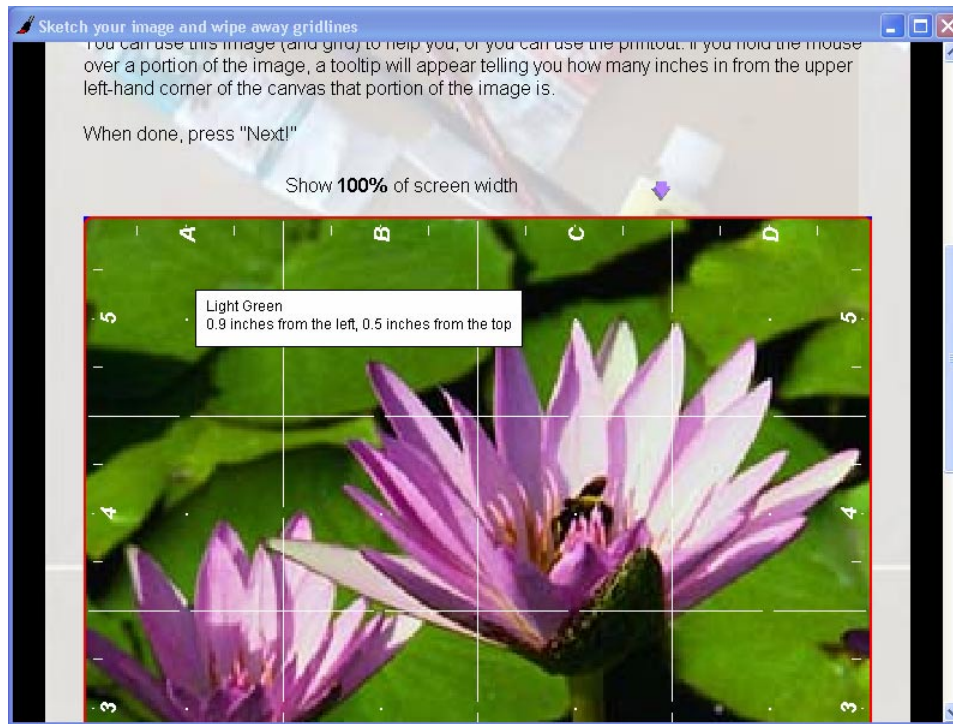 Sketch your image and wipe away gridlines
You can use this image (and grid) to help you, or you can use the printout. If you hold the mouse
over a portion of the image, a tooltip will appear telling you how many inches in from the upper
left-hand corner of the canvas that portion of the image is.
When done, press "Next!"
Show 100% of screen width
A B C D
Light Green
0.9 inches from the left, 0.5 inches from the top
5 5
4 4
3 3